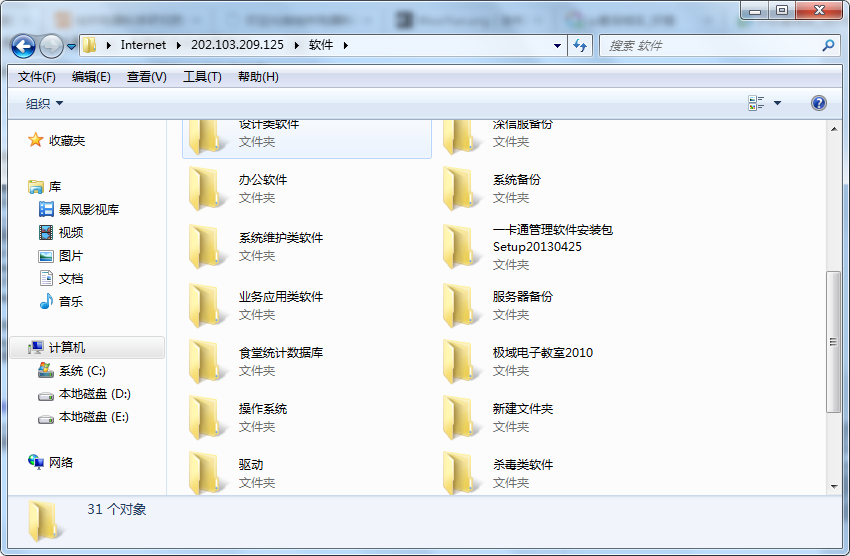 Internet 202.103.209.125 软件
搜索 软件
文件(F) 编辑(E) 查看(V) 工具(T) 帮助(H)
组织
收藏夹
库
暴风影视库
视频
图片
文档
音乐
计算机
系统 (C:)
本地磁盘 (D:)
本地磁盘 (E:)
网络
设计类软件
文件夹
深信服备份
文件夹
办公软件
文件夹
系统备份
文件夹
系统维护类软件
文件夹
一卡通管理软件安装包
Setup20130425
文件夹
业务应用类软件
文件夹
服务器备份
文件夹
食堂统计数据库
文件夹
极域电子教室2010
文件夹
操作系统
文件夹
新建文件夹
文件夹
驱动
文件夹
杀毒类软件
文件夹
31 个对象